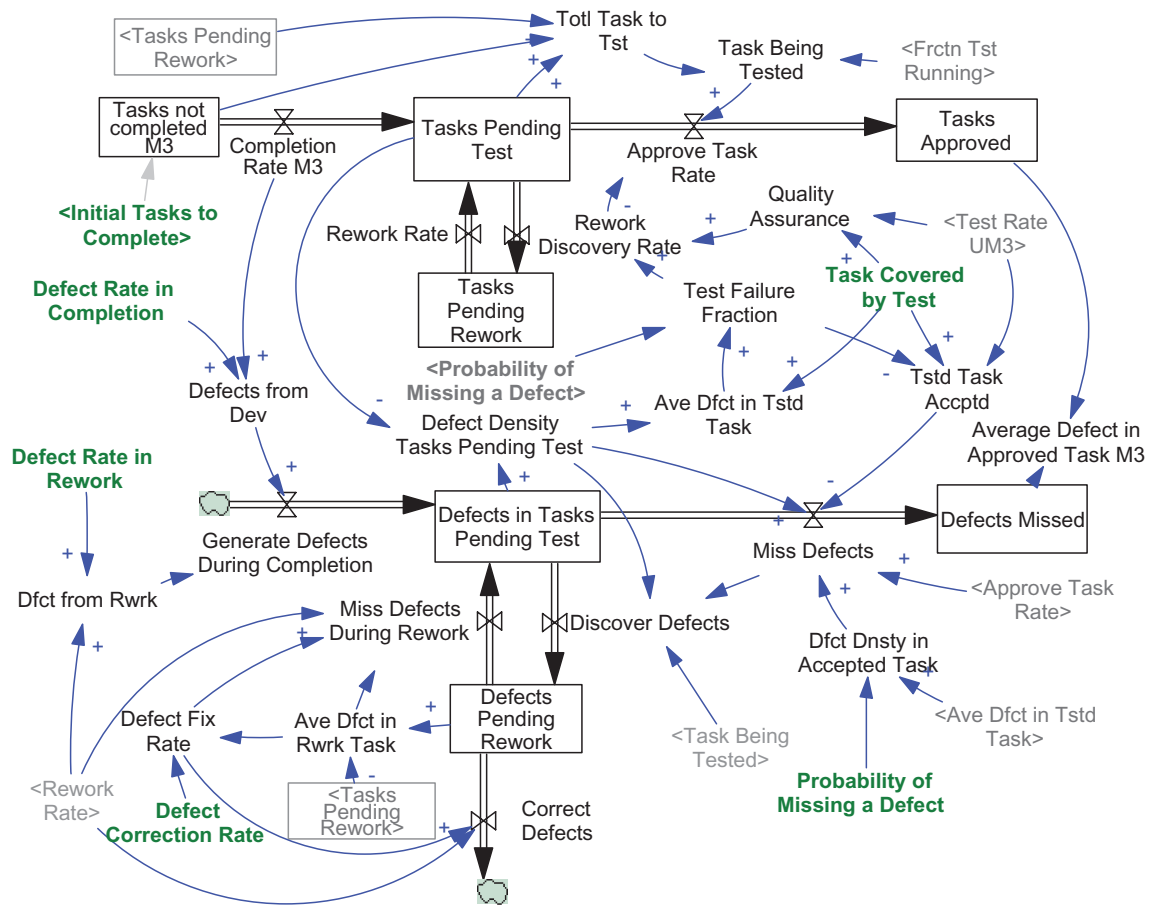 <Tasks Pending
Rework>
Totl Task to
Tst
Task Being
Tested
<Frctn Tst
Running>
Tasks not
completed
M3
Completion
Rate M3
Tasks Pending
Test
Approve Task
Rate
Tasks
Approved
<Initial Tasks to
Complete>
Rework Rate
Rework
Discovery Rate
Quality
Assurance
<Test Rate
UM3>
Tasks
Pending
Rework
Test Failure
Fraction
Task Covered
by Test
Defect Rate in
Completion
<Probability of
Missing a Defect>
Defects from
Dev
Defect Density
Tasks Pending Test
Ave Dfct in Tstd
Task
Tstd Task
Accptd
Average Defect in
Approved Task M3
Defect Rate in
Rework
Generate Defects
During Completion
Defects in Tasks
Pending Test
Miss Defects
Defects Missed
Dfct from Rwrk
Miss Defects
During Rework
Discover Defects
<Approve Task
Rate>
Dfct Dnsty in
Accepted Task
Defect Fix
Rate
Ave Dfct in
Rwrk Task
Defects
Pending
Rework
<Task Being
Tested>
<Ave Dfct in Tstd
Task>
<Rework
Rate>
Defect
Correction Rate
<Tasks
Pending
Rework>
Correct
Defects
Probability of
Missing a Defect